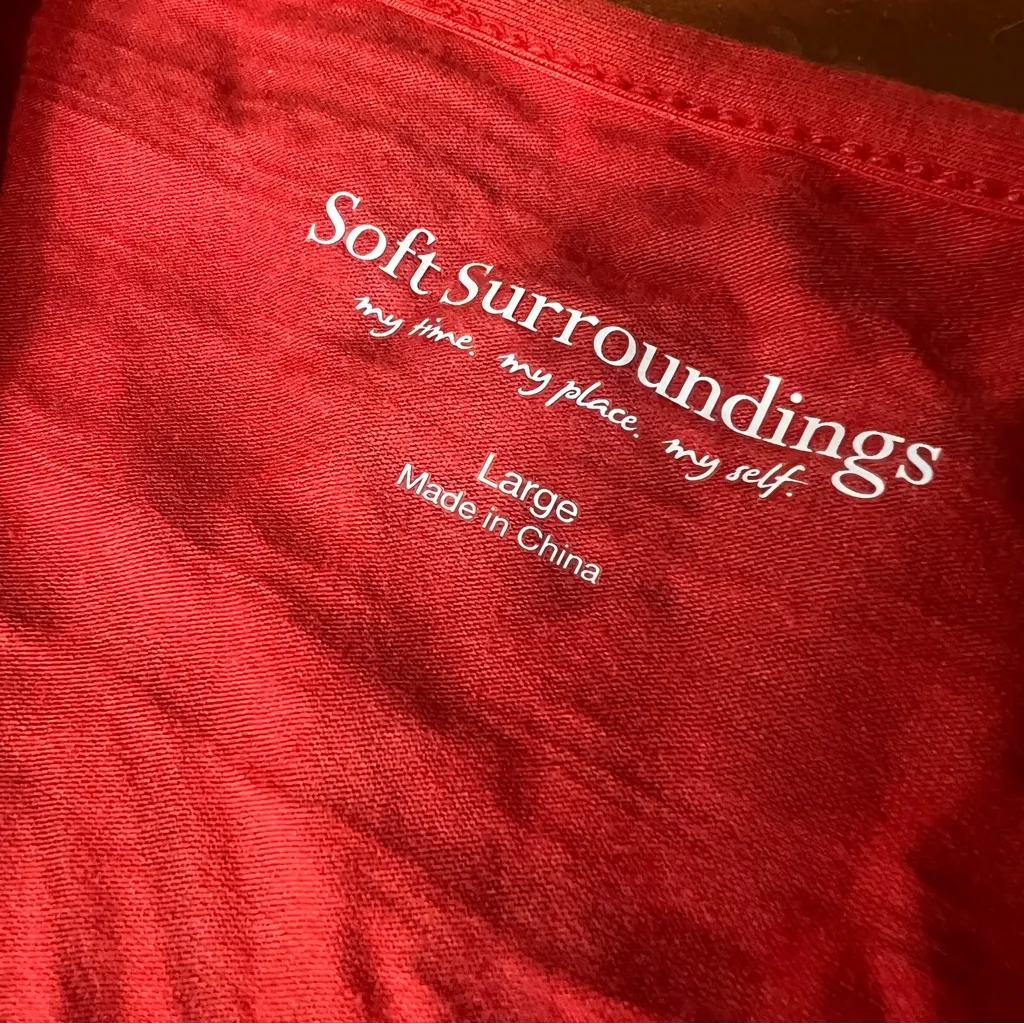 Soft Surroundings
my time. my place. my self.
Large
Made in China